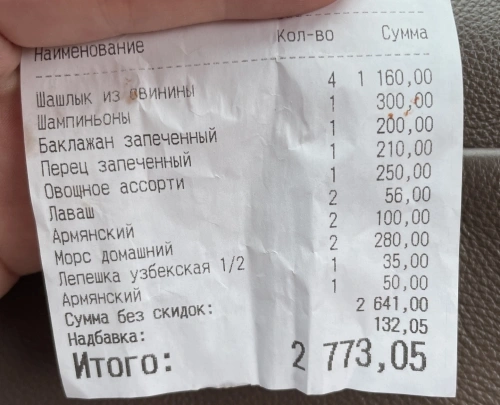 Наименование Кол-во Сумма
Шашлык из свинины 4 1 160,00
Шампиньоны 1 300,00
Баклажан запеченный 1 200,00
Перец запеченный 1 210,00
Овощное ассорти 1 250,00
Лаваш 2 56,00
Армянский 2 100,00
Морс домашний 2 280,00
Лепешка узбекская 1/2 1 35,00
Армянский 1 50,00
Сумма без скидок: 2 641,00
Надбавка: 132,05
Итого: 2 773,05